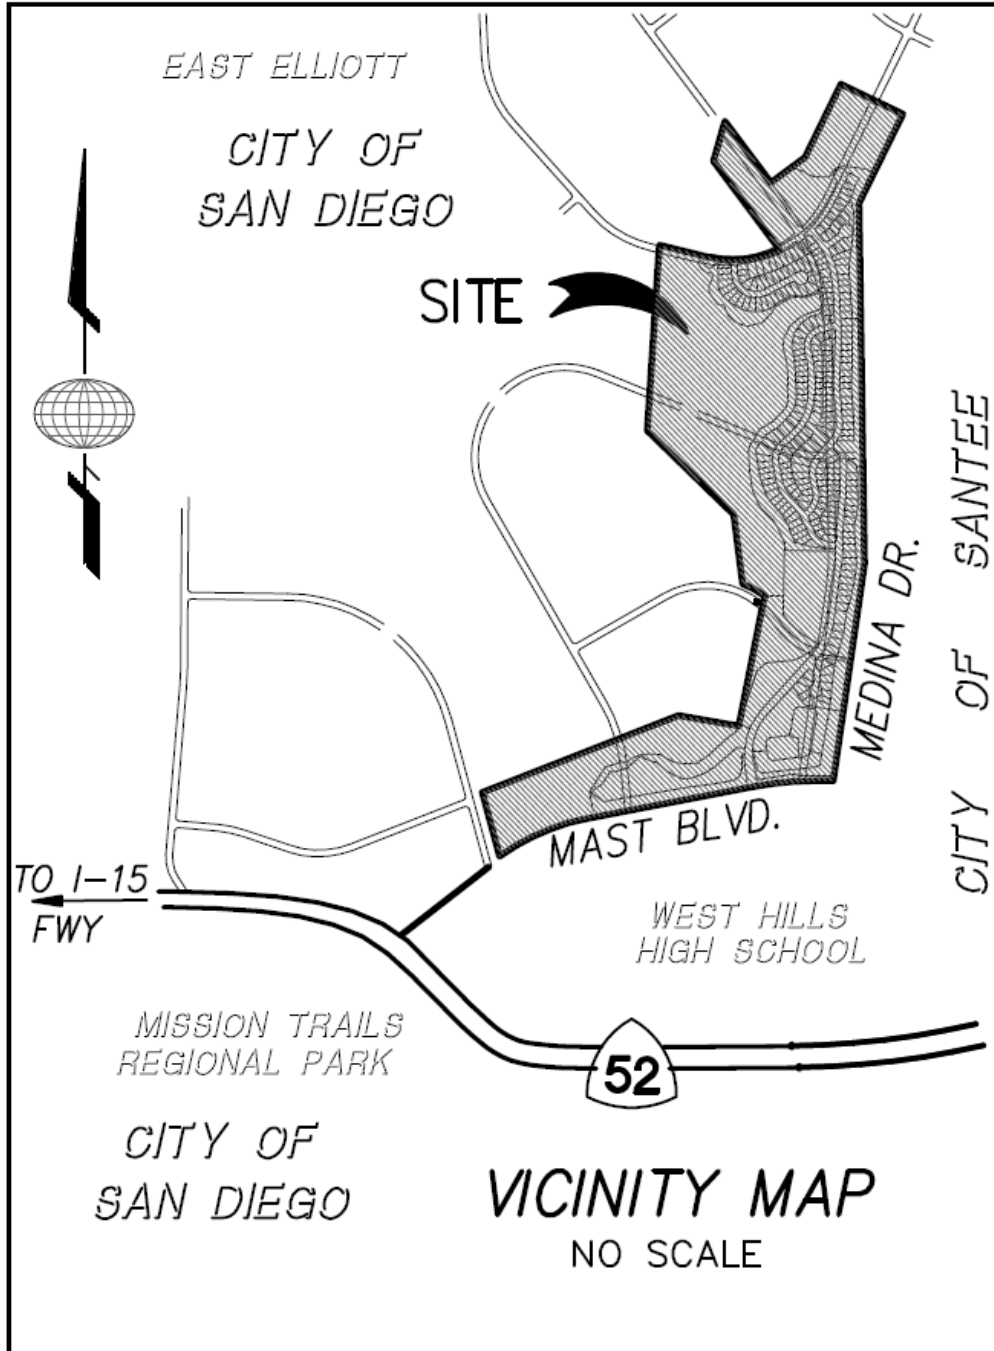 EAST ELLIOTT
CITY OF
SAN DIEGO
SITE
CITY OF SANTEE
MEDINA DR.
MAST BLVD.
TO I-15
FWY
WEST HILLS
HIGH SCHOOL
MISSION TRAILS
REGIONAL PARK
52
CITY OF
SAN DIEGO
VICINITY MAP
NO SCALE